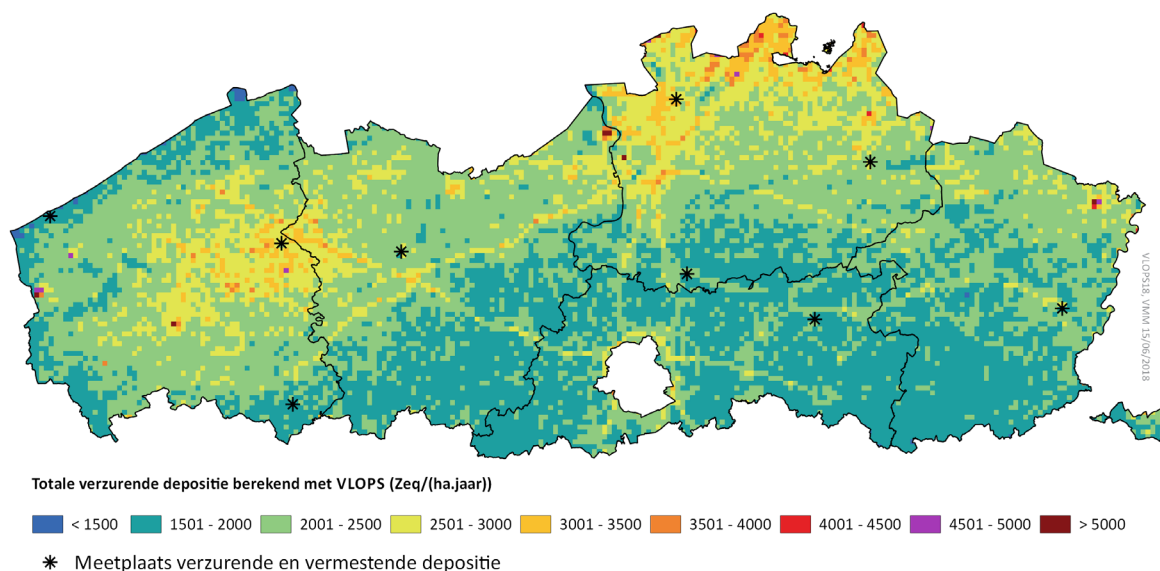 VLOPS18, VMM 15/06/2018
Totale verzurende depositie berekend met VLOPS (Zeq/(ha.jaar))
< 1500 1501 - 2000 2001 - 2500 2501 - 3000 3001 - 3500 3501 - 4000 4001 - 4500 4501 - 5000 > 5000
Meetplaats verzurende en vermestende depositie